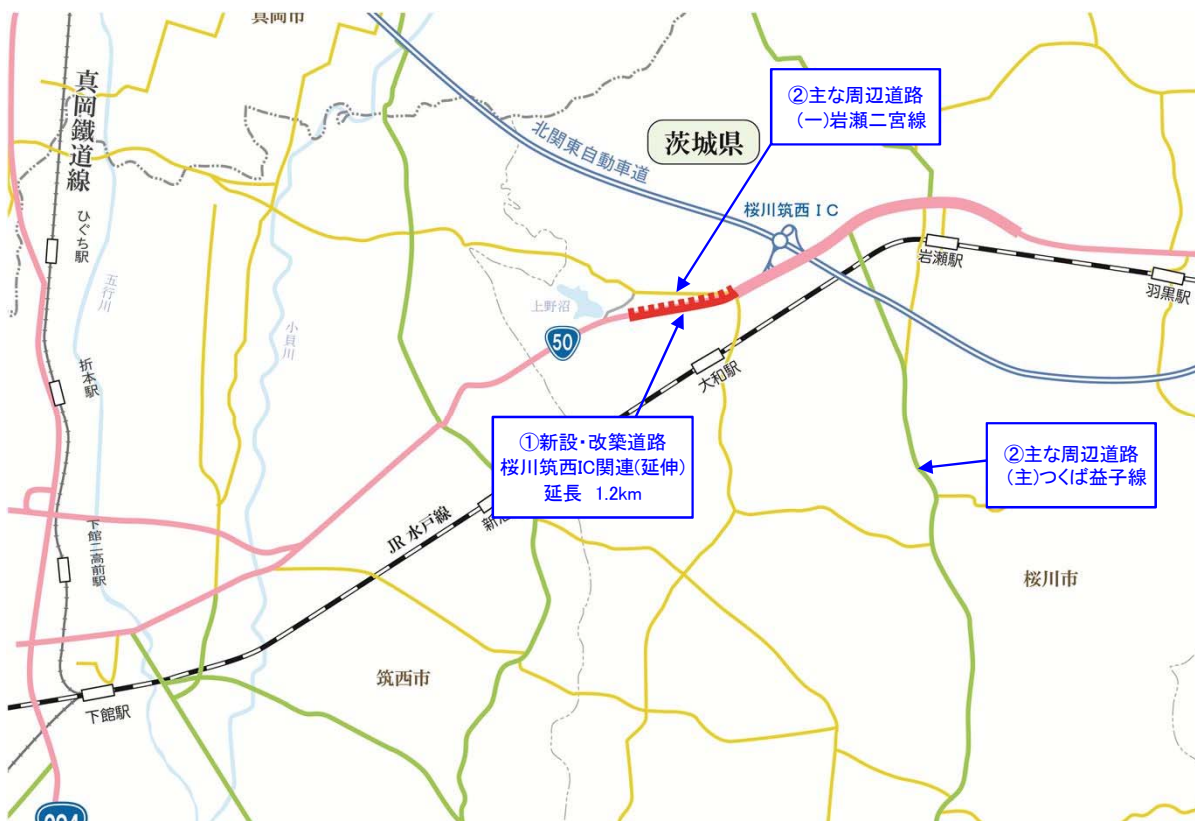 真岡市
真岡鐵道線
②主な周辺道路
(一)岩瀬二宮線
北関東自動車道
茨城県
ひぐち駅
桜川筑西IC
岩瀬駅
羽黒駅
五行川
小貝川
上野沼
50
折本駅
大和駅
①新設・改築道路
桜川筑西IC関連(延伸)
延長 1.2km
②主な周辺道路
(主)つくば益子線
新
JR 水戸線
下館二高前駅
桜川市
筑西市
下館駅